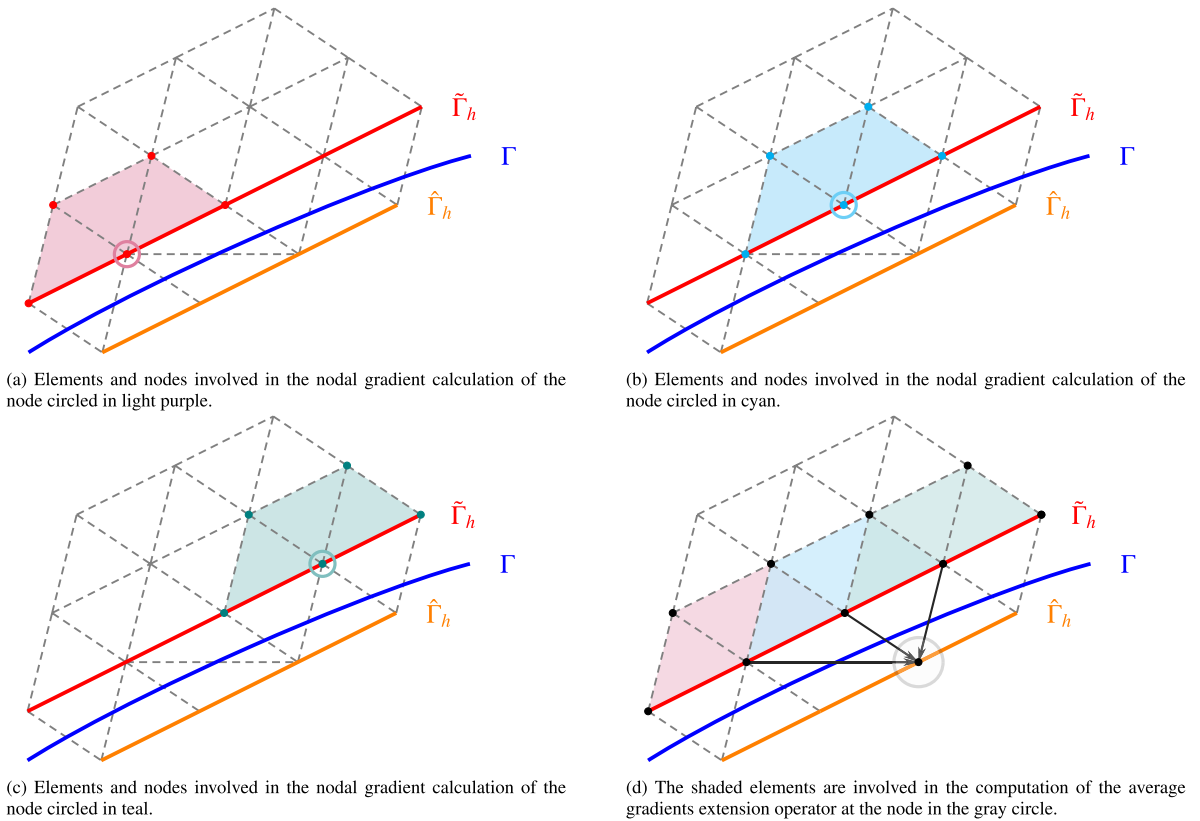 Γ̃h
Γ
Γ̂h
(a) Elements and nodes involved in the nodal gradient calculation of the
node circled in light purple.
Γ̃h
Γ
Γ̂h
(b) Elements and nodes involved in the nodal gradient calculation of the
node circled in cyan.
Γ̃h
Γ
Γ̂h
(c) Elements and nodes involved in the nodal gradient calculation of the
node circled in teal.
Γ̃h
Γ
Γ̂h
(d) The shaded elements are involved in the computation of the average
gradients extension operator at the node in the gray circle.